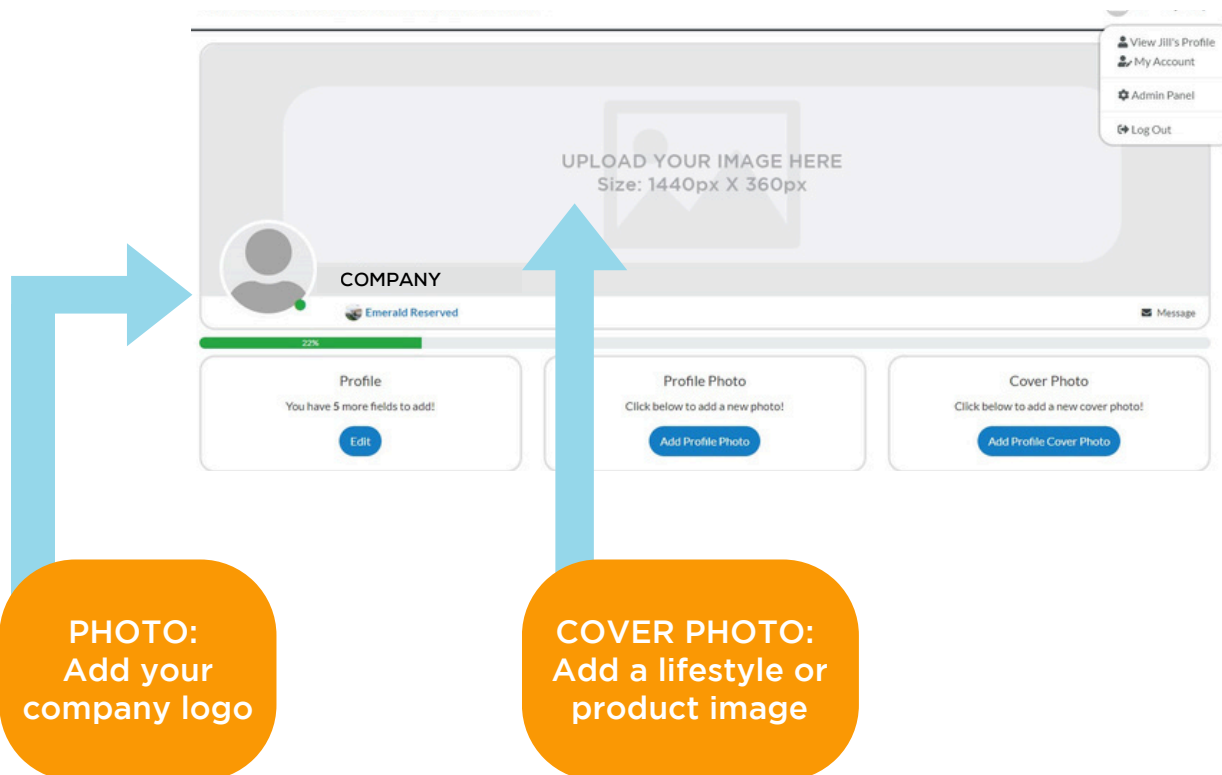 View Jill's Profile
My Account
Admin Panel
Log Out
UPLOAD YOUR IMAGE HERE
Size: 1440px X 360px
COMPANY
Emerald Reserved
Message
22%
Profile
You have 5 more fields to add!
Edit
Profile Photo
Click below to add a new photo!
Add Profile Photo
Cover Photo
Click below to add a new cover photo!
Add Profile Cover Photo
PHOTO:
Add your
company logo
COVER PHOTO:
Add a lifestyle or
product image